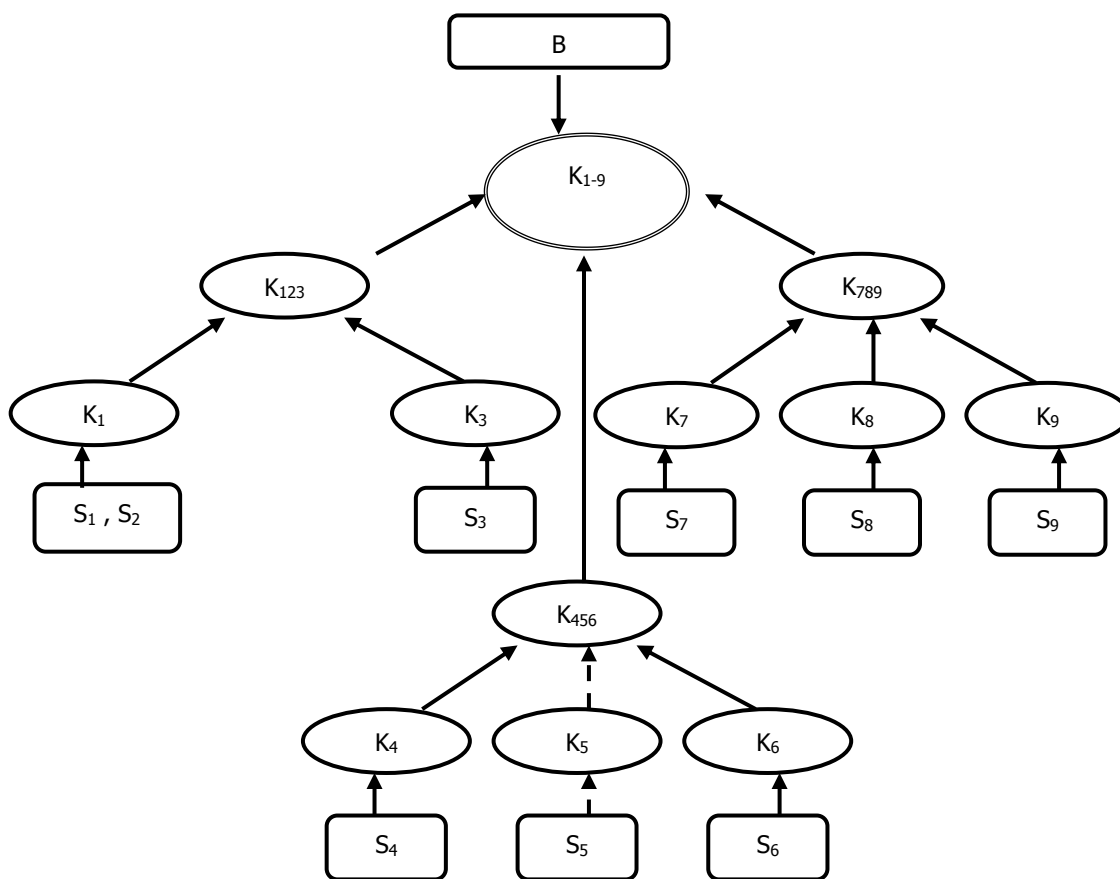 B
K₁₋₉
K₁₂₃
K₇₈₉
K₁
K₃
K₇
K₈
K₉
S₁ , S₂
S₃
S₇
S₈
S₉
K₄₅₆
K₄
K₅
K₆
S₄
S₅
S₆